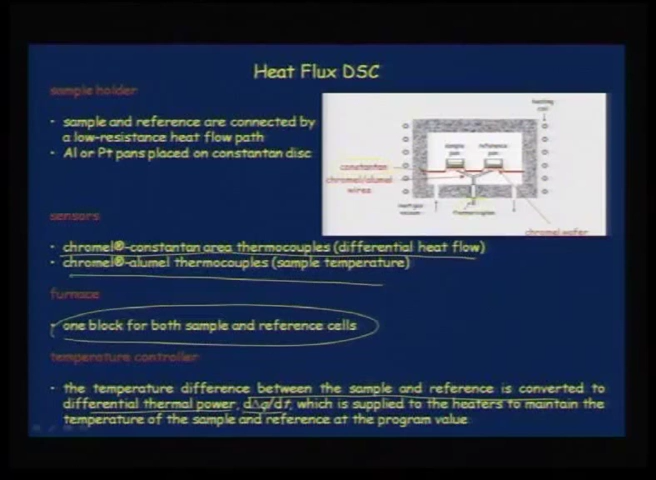 Heat Flux DSC
sample holder
• sample and reference are connected by
a low-resistance heat flow path
• Al or Pt pans placed on constantan disc
heating
coil
sample
pan
reference
pan
constantan
chromel/alumel
wires
thermocouples
chromel wafer
sensors
• chromel®-constantan area thermocouples (differential heat flow)
• chromel®-alumel thermocouples (sample temperature)
furnace
• one block for both sample and reference cells
temperature controller
• the temperature difference between the sample and reference is converted to
differential thermal power, dΔq/dt, which is supplied to the heaters to maintain the
temperature of the sample and reference at the program value